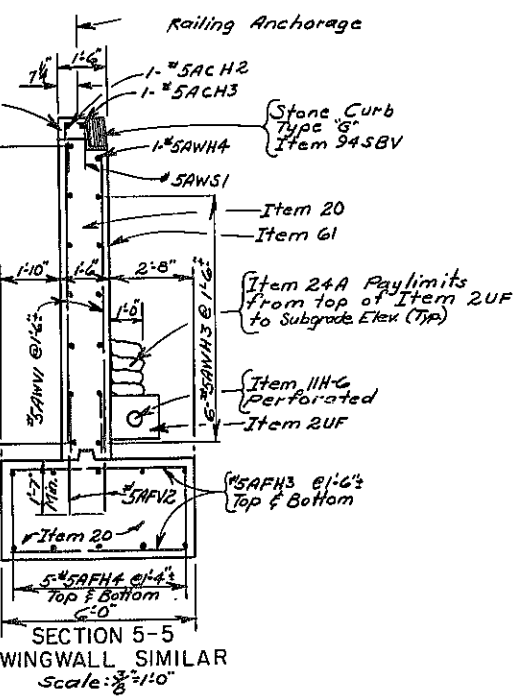 Railing Anchorage
1'-6"
7 1/4"
1-#5ACH2
1-#5ACH3
Stone Curb
Type "G"
Item 94SBV
1-#5AWH4
#5AWS1
Item 20
Item 61
1'-10"
1'-6"
2'-8"
Item 24A Paylimits
from top of Item 2UF
to Subgrade Elev. (Typ.)
1'-0"
#5AWV1 @ 1'-6"±
6-#5AWH3 @ 1'-6"±
Item 11H-6
perforated
Item 2UF
1'-7"
Min.
#5AFV2
#5AFH3 @1'-6"±
Top & Bottom
Item 20
5-#5AFH4 @1'-4"±
Top & Bottom
6'-0"
SECTION 5-5
WINGWALL SIMILAR
Scale: 3/8"=1'-0"